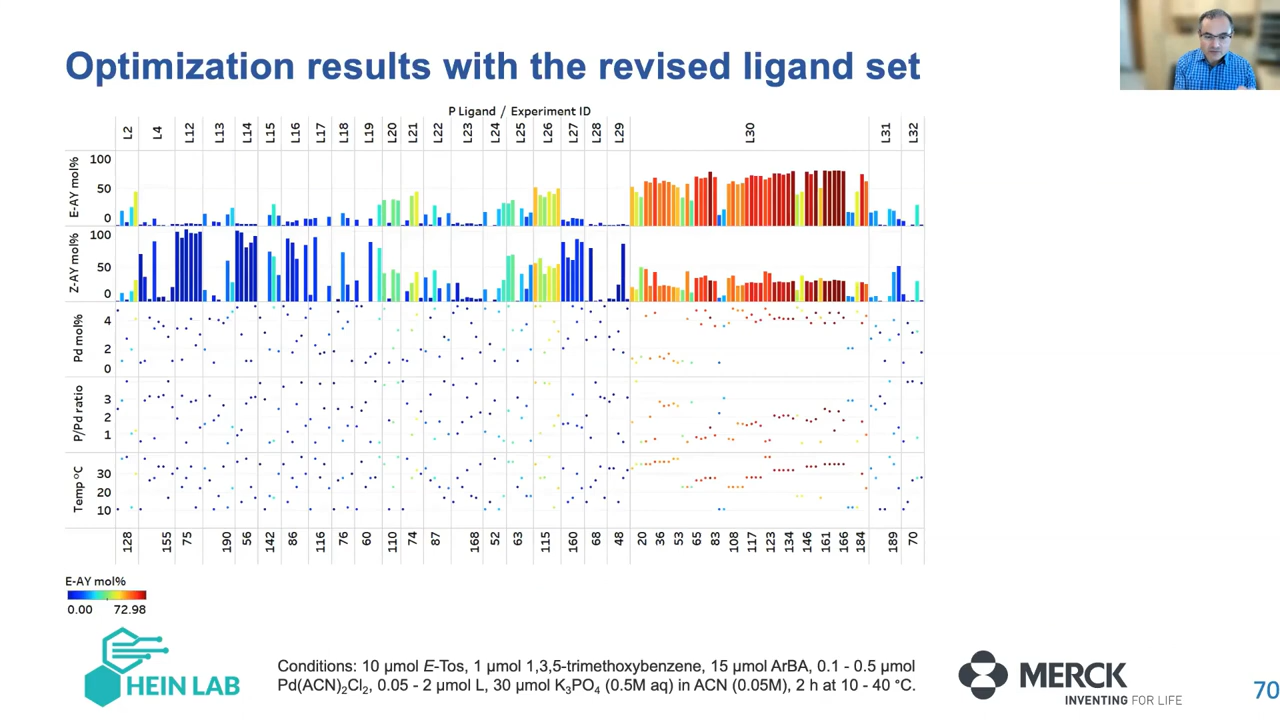 Optimization results with the revised ligand set
P Ligand / Experiment ID
L2 L4 L12 L13 L14 L15 L16 L17 L18 L19 L20 L21 L22 L23 L24 L25 L26 L27 L28 L29 L30 L31 L32
E-AY mol%
100
50
0
Z-AY mol%
100
50
0
Pd mol%
4
2
0
P/Pd ratio
3
2
1
Temp °C
30
20
10
128 155 75 190 56 142 86 116 76 60 110 74 87 168 52 63 115 160 68 48 20 36 53 65 83 108 117 123 134 146 161 166 184 189 70
E-AY mol%
0.00 72.98
HEIN LAB
Conditions: 10 µmol E-Tos, 1 µmol 1,3,5-trimethoxybenzene, 15 µmol ArBA, 0.1 - 0.5 µmol
Pd(ACN)₂Cl₂, 0.05 - 2 µmol L, 30 µmol K₃PO₄ (0.5M aq) in ACN (0.05M), 2 h at 10 - 40 °C.
MERCK
INVENTING FOR LIFE
70